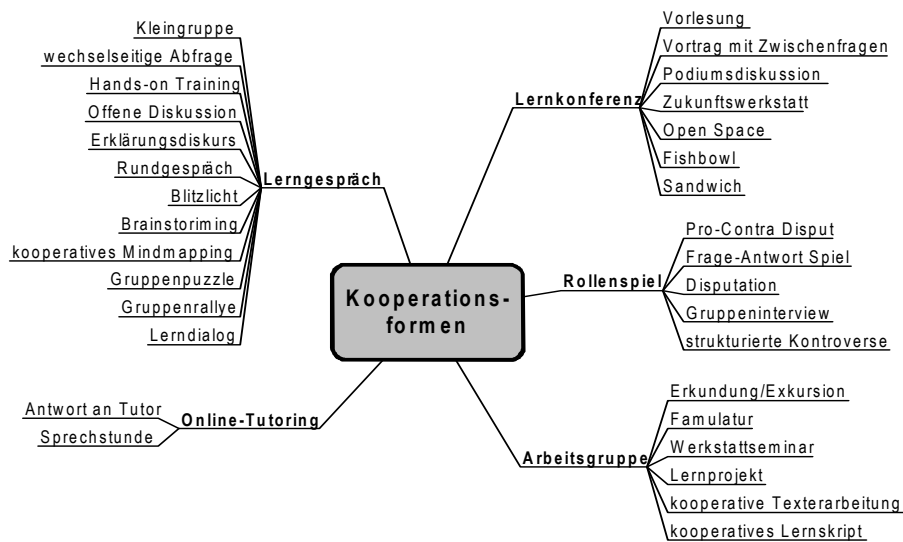 Kooperations-
formen
Lerngespräch
Kleingruppe
wechselseitige Abfrage
Hands-on Training
Offene Diskussion
Erklärungsdiskurs
Rundgespräch
Blitzlicht
Brainstoriming
kooperatives Mindmapping
Gruppenpuzzle
Gruppenrallye
Lerndialog
Online-Tutoring
Antwort an Tutor
Sprechstunde
Lernkonferenz
Vorlesung
Vortrag mit Zwischenfragen
Podiumsdiskussion
Zukunftswerkstatt
Open Space
Fishbowl
Sandwich
Rollenspiel
Pro-Contra Disput
Frage-Antwort Spiel
Disputation
Gruppeninterview
strukturierte Kontroverse
Arbeitsgruppe
Erkundung/Exkursion
Famulatur
Werkstattseminar
Lernprojekt
kooperative Texterarbeitung
kooperatives Lernskript